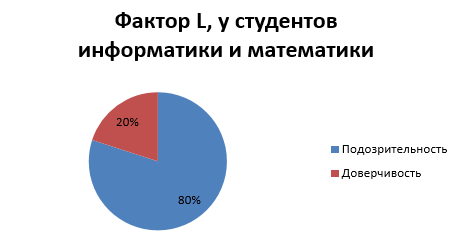 Фактор L, у студентов
информатики и математики
20%
80%
Подозрительность
Доверчивость